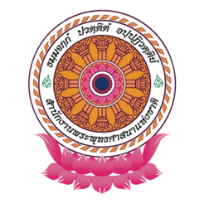 ธมฺมจกฺกํ ปวตฺติตํ อปฺปฏิวตฺติยํ
สำนักงานพระพุทธศาสนาแห่งชาติ